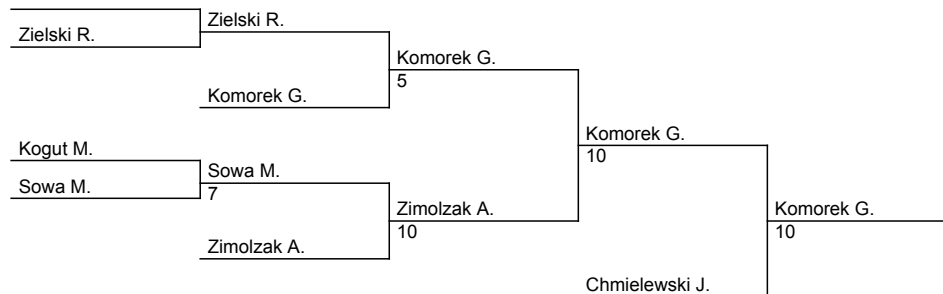 Zielski R.
Zielski R.
Komorek G.
5
Komorek G.
Komorek G.
10
Kogut M.
Sowa M.
7
Sowa M.
Zimolzak A.
10
Komorek G.
10
Zimolzak A.
Chmielewski J.